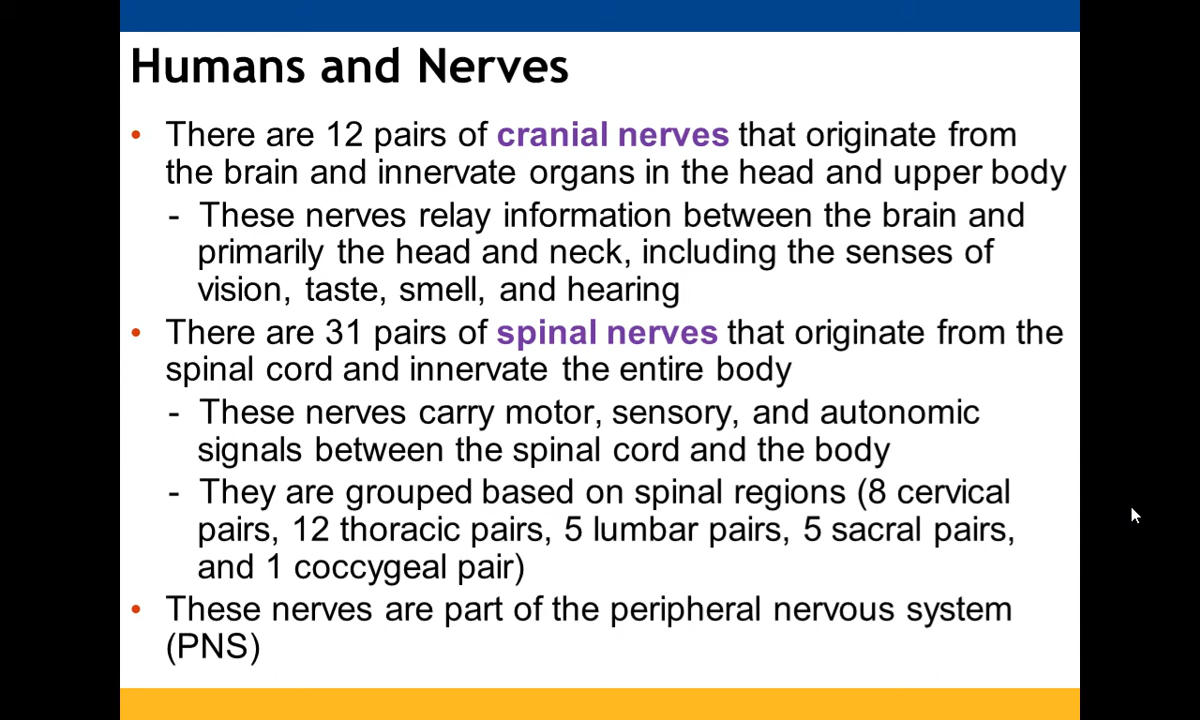 Humans and Nerves
• There are 12 pairs of cranial nerves that originate from
the brain and innervate organs in the head and upper body
- These nerves relay information between the brain and
primarily the head and neck, including the senses of
vision, taste, smell, and hearing
• There are 31 pairs of spinal nerves that originate from the
spinal cord and innervate the entire body
- These nerves carry motor, sensory, and autonomic
signals between the spinal cord and the body
- They are grouped based on spinal regions (8 cervical
pairs, 12 thoracic pairs, 5 lumbar pairs, 5 sacral pairs,
and 1 coccygeal pair)
• These nerves are part of the peripheral nervous system
(PNS)